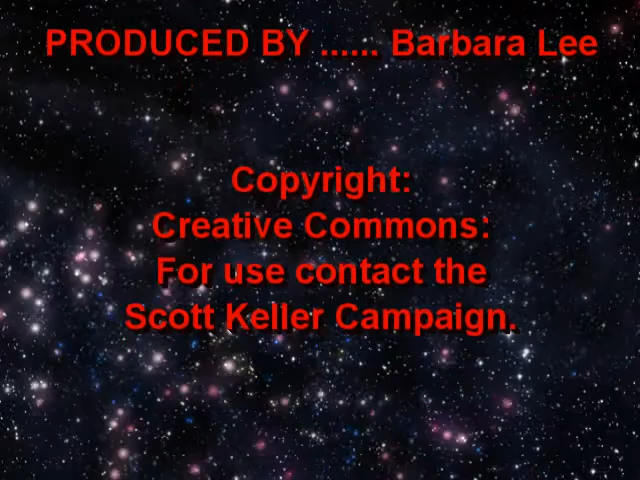 PRODUCED BY ...... Barbara Lee
Copyright:
Creative Commons:
For use contact the
Scott Keller Campaign.